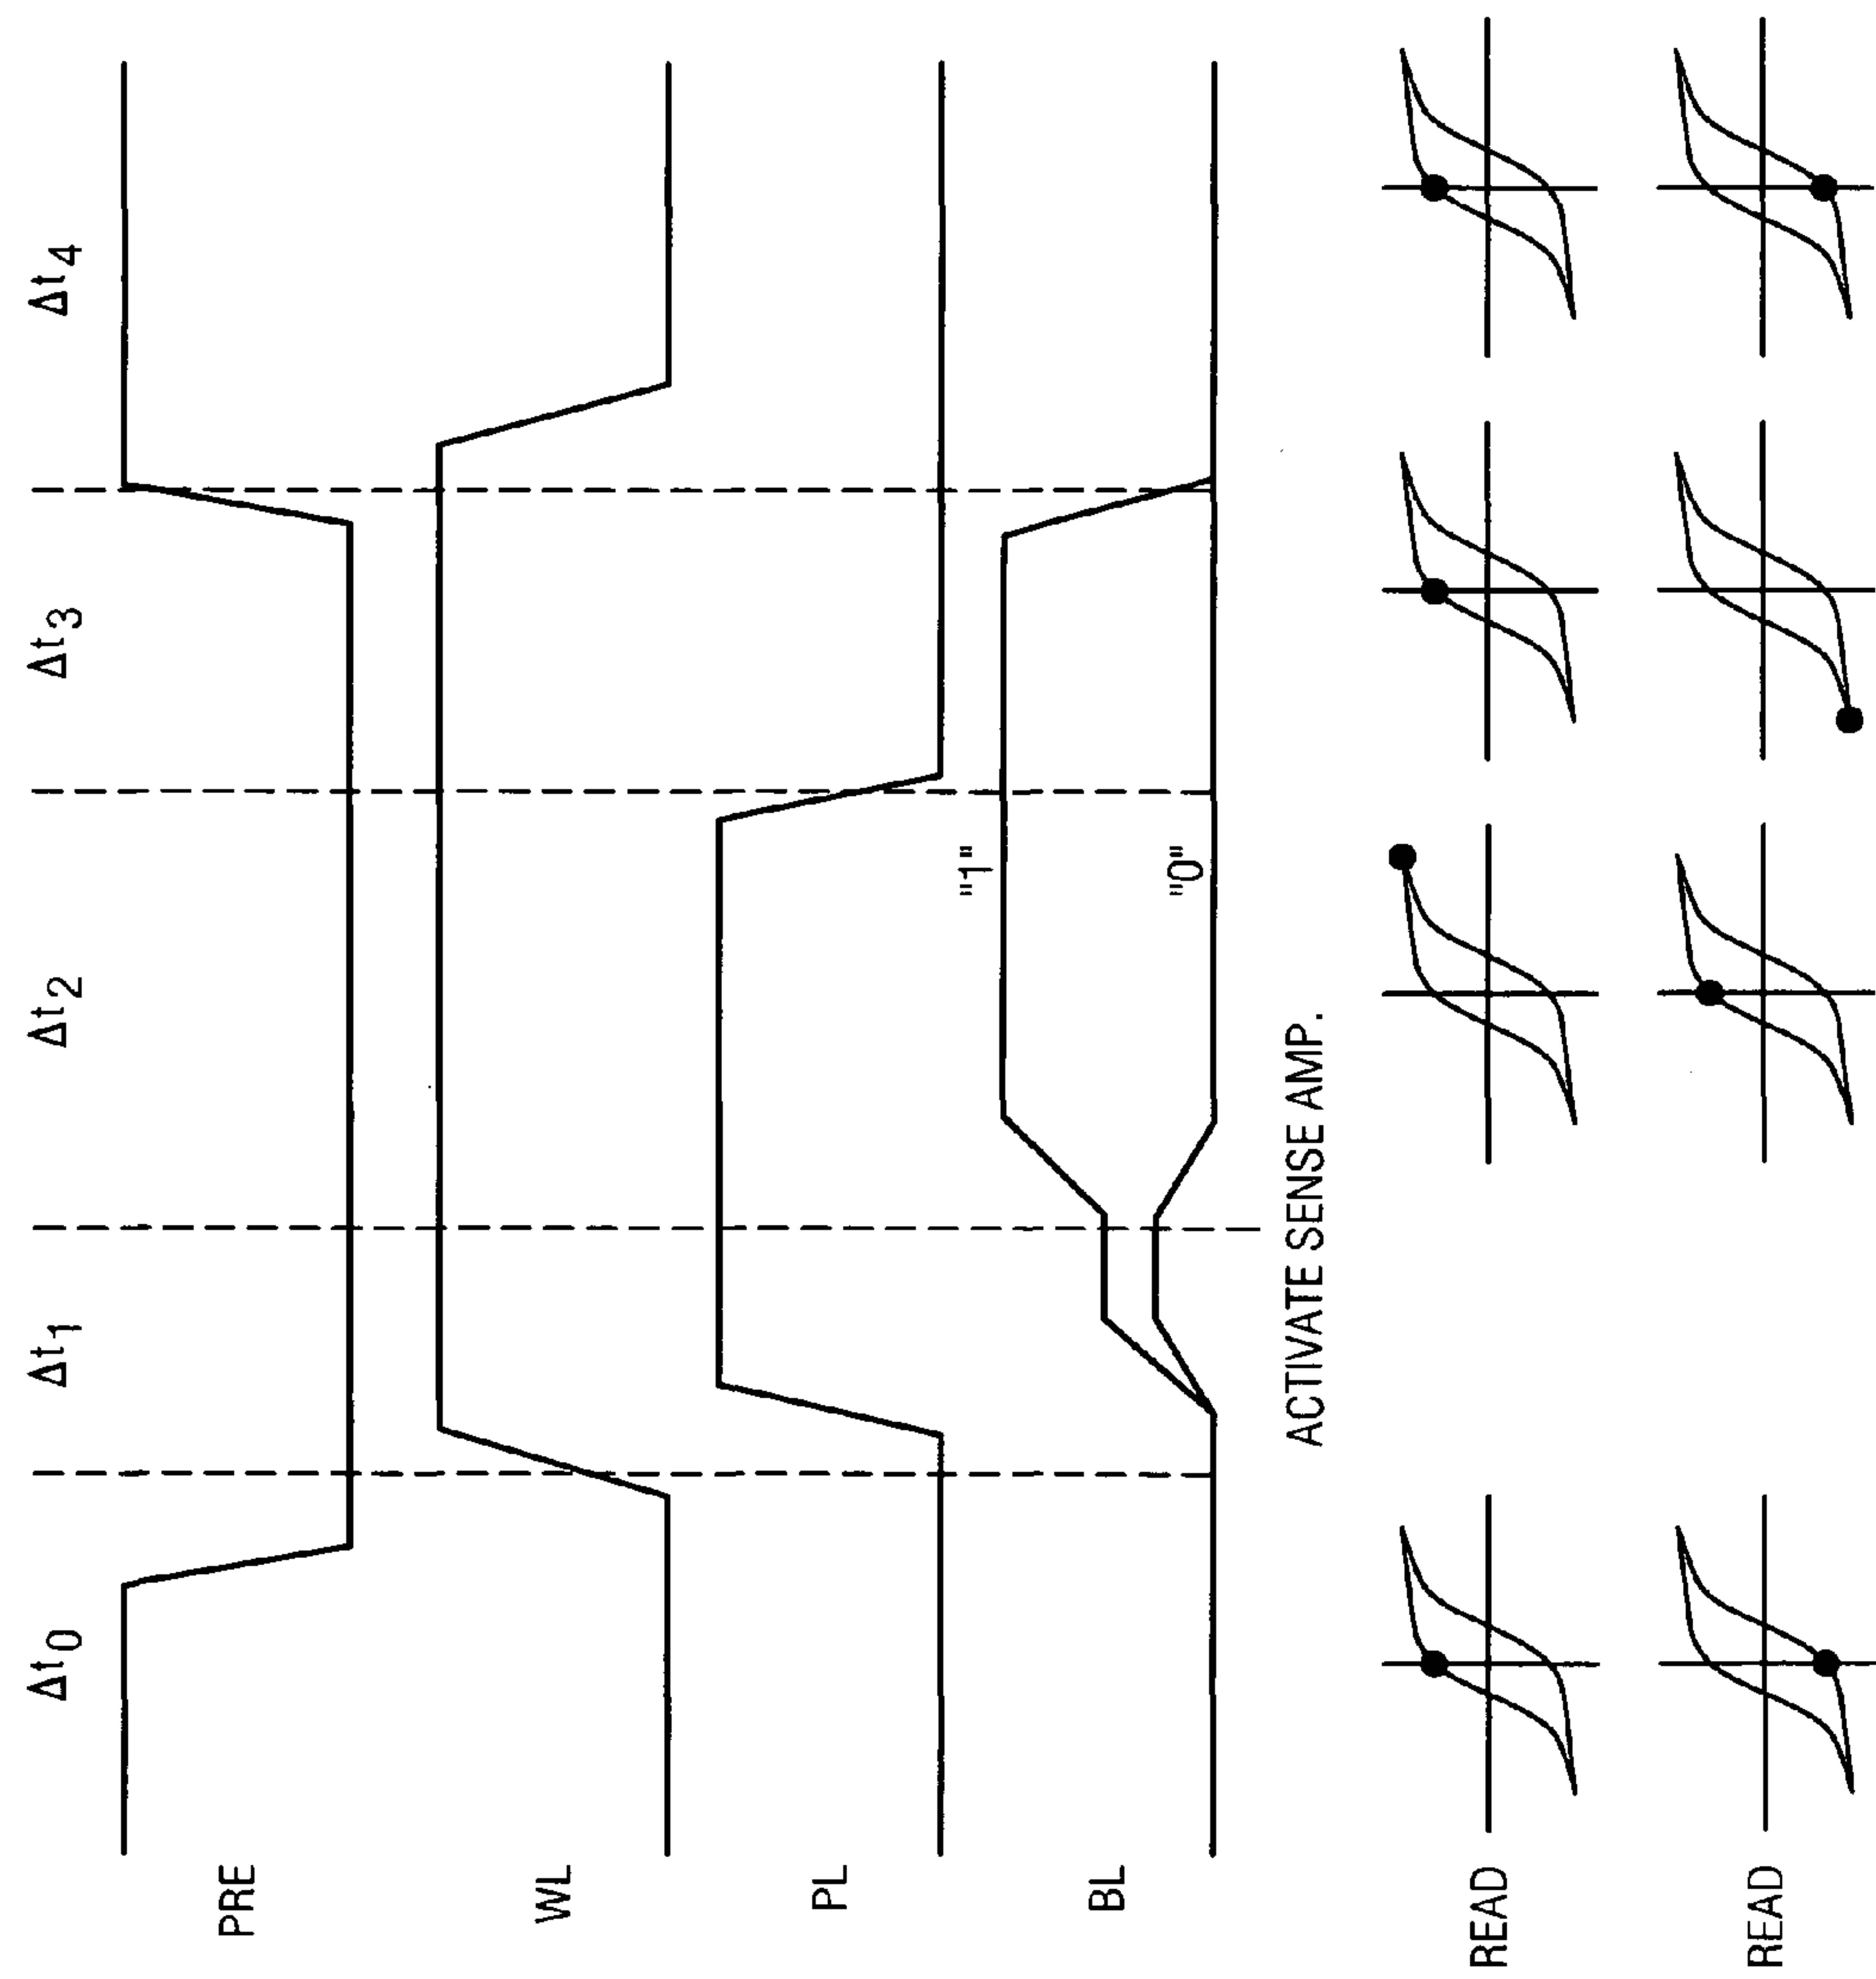 Δt0 Δt1 Δt2 Δt3 Δt4
PRE
WL
PL
BL
"1"
"0"
ACTIVATE SENSE AMP.
READ
READ